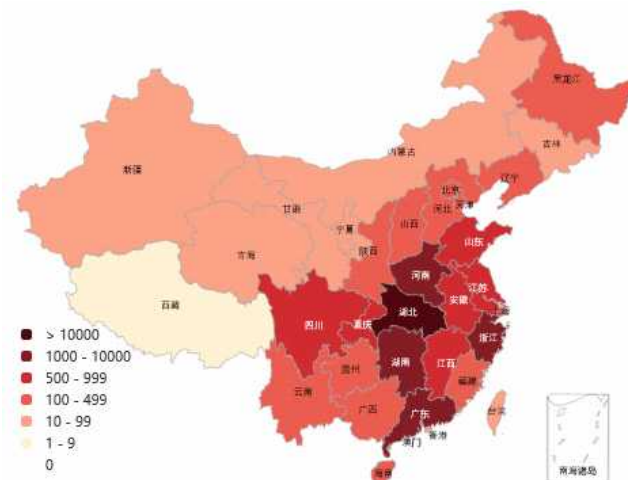 黑龙江
吉林
内蒙古
新疆
辽宁
北京
天津
甘肃
河北
山西
宁夏
山东
青海
陕西
河南
江苏
西藏
安徽
四川
重庆
湖北
浙江
湖南
江西
贵州
福建
云南
台湾
广西
广东
香港
澳门
海南
南海诸岛
> 10000
1000 - 10000
500 - 999
100 - 499
10 - 99
1 - 9
0